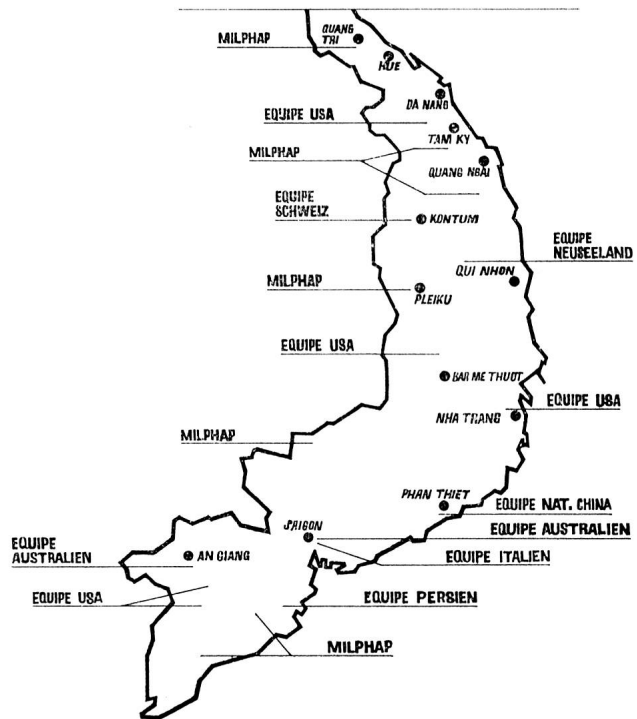 QUANG
TRI
MILPHAP
HUE
DA NANG
EQUIPE USA
TAM KY
MILPHAP
QUANG NGAI
EQUIPE
SCHWEIZ
KONTUM
EQUIPE
NEUSEELAND
QUI NHON
MILPHAP
PLEIKU
EQUIPE USA
BAR ME THUOT
EQUIPE USA
NHA TRANG
MILPHAP
PHAN THIET
EQUIPE NAT. CHINA
SAIGON
EQUIPE AUSTRALIEN
EQUIPE
AUSTRALIEN
AN GIANG
EQUIPE ITALIEN
EQUIPE USA
EQUIPE PERSIEN
MILPHAP